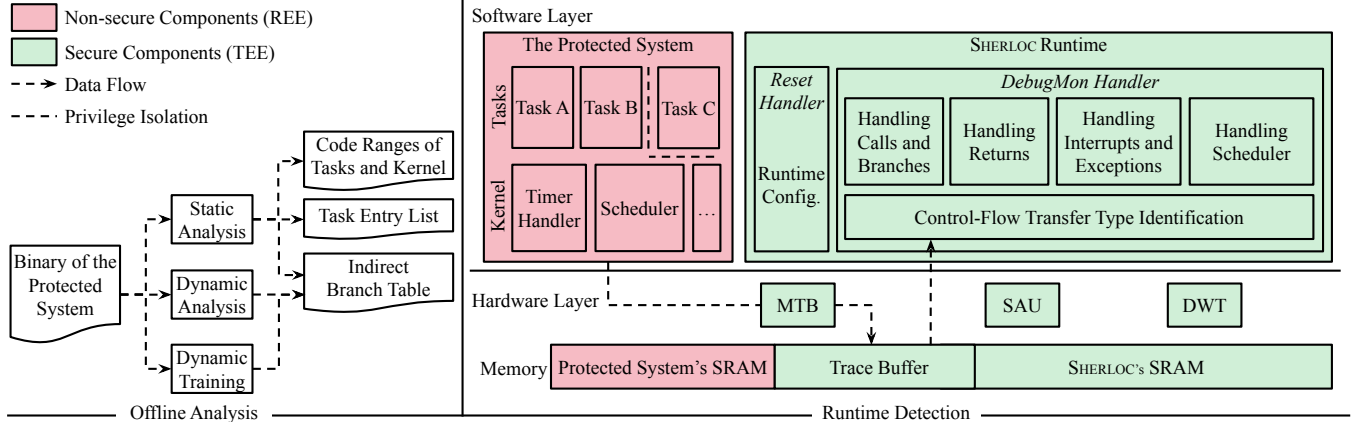 Non-secure Components (REE)
Secure Components (TEE)
Data Flow
Privilege Isolation
Binary of the
Protected
System
Static
Analysis
Dynamic
Analysis
Dynamic
Training
Code Ranges of
Tasks and Kernel
Task Entry List
Indirect
Branch Table
Offline Analysis
Software Layer
The Protected System
Tasks
Task A
Task B
Task C
Kernel
Timer
Handler
Scheduler
...
SHERLOC Runtime
Reset
Handler
Runtime
Config.
DebugMon Handler
Handling
Calls and
Branches
Handling
Returns
Handling
Interrupts and
Exceptions
Handling
Scheduler
Control-Flow Transfer Type Identification
Hardware Layer
MTB
SAU
DWT
Memory
Protected System's SRAM
Trace Buffer
SHERLOC's SRAM
Runtime Detection